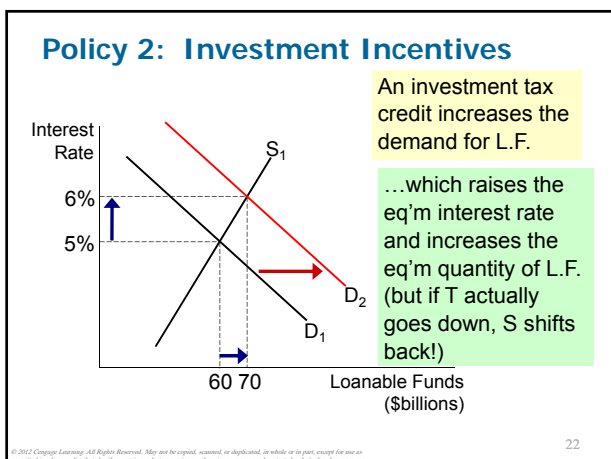 Policy 2: Investment Incentives
An investment tax
credit increases the
demand for L.F.
…which raises the
eq'm interest rate
and increases the
eq'm quantity of L.F.
(but if T actually
goes down, S shifts
back!)
Interest
Rate
S1
6%
5%
D2
D1
60 70
Loanable Funds
($billions)
© 2012 Cengage Learning. All Rights Reserved. May not be copied, scanned, or duplicated, in whole or in part, except for use as
22